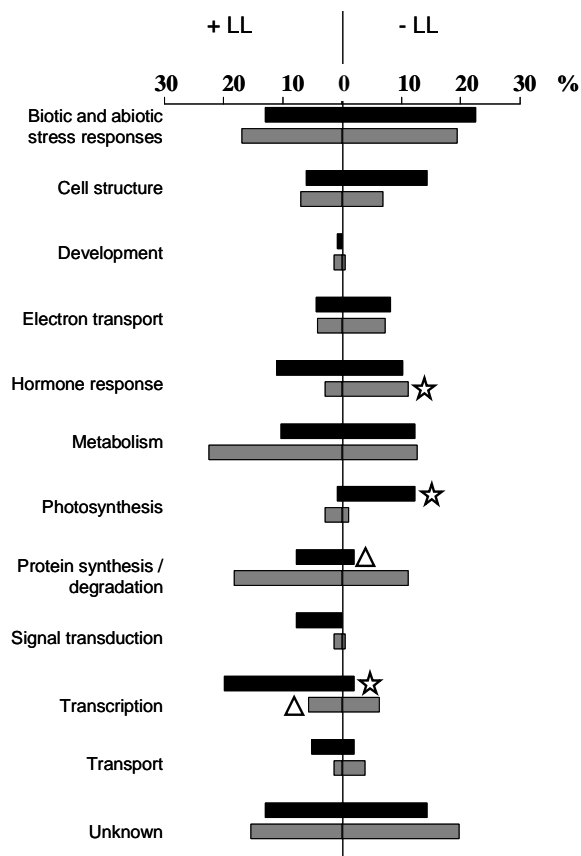 + LL - LL
30 20 10 0 10 20 30 %
Biotic and abiotic
stress responses
Cell structure
Development
Electron transport
Hormone response
Metabolism
Photosynthesis
Protein synthesis /
degradation
Signal transduction
Transcription
Transport
Unknown